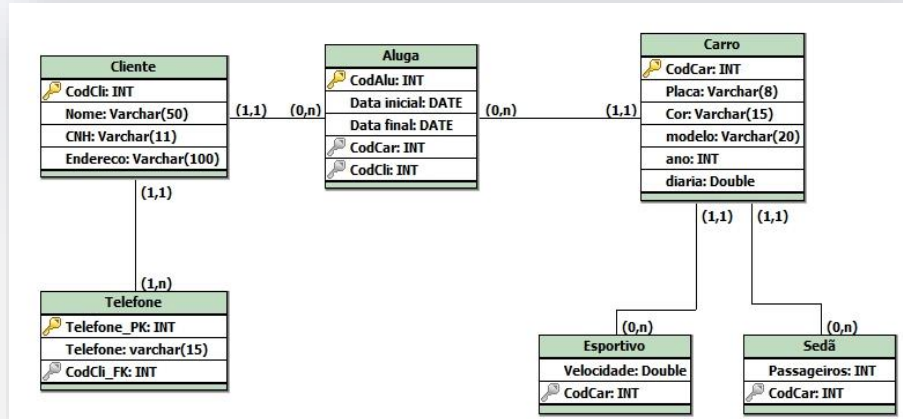 Cliente
CodCli: INT
Nome: Varchar(50)
CNH: Varchar(11)
Endereco: Varchar(100)
(1,1)
(0,n)
Aluga
CodAlu: INT
Data inicial: DATE
Data final: DATE
CodCar: INT
CodCli: INT
(0,n)
(1,1)
Carro
CodCar: INT
Placa: Varchar(8)
Cor: Varchar(15)
modelo: Varchar(20)
ano: INT
diaria: Double
(1,1)
(1,n)
Telefone
Telefone_PK: INT
Telefone: varchar(15)
CodCli_FK: INT
(1,1)
(1,1)
(0,n)
Esportivo
Velocidade: Double
CodCar: INT
(0,n)
Sedã
Passageiros: INT
CodCar: INT